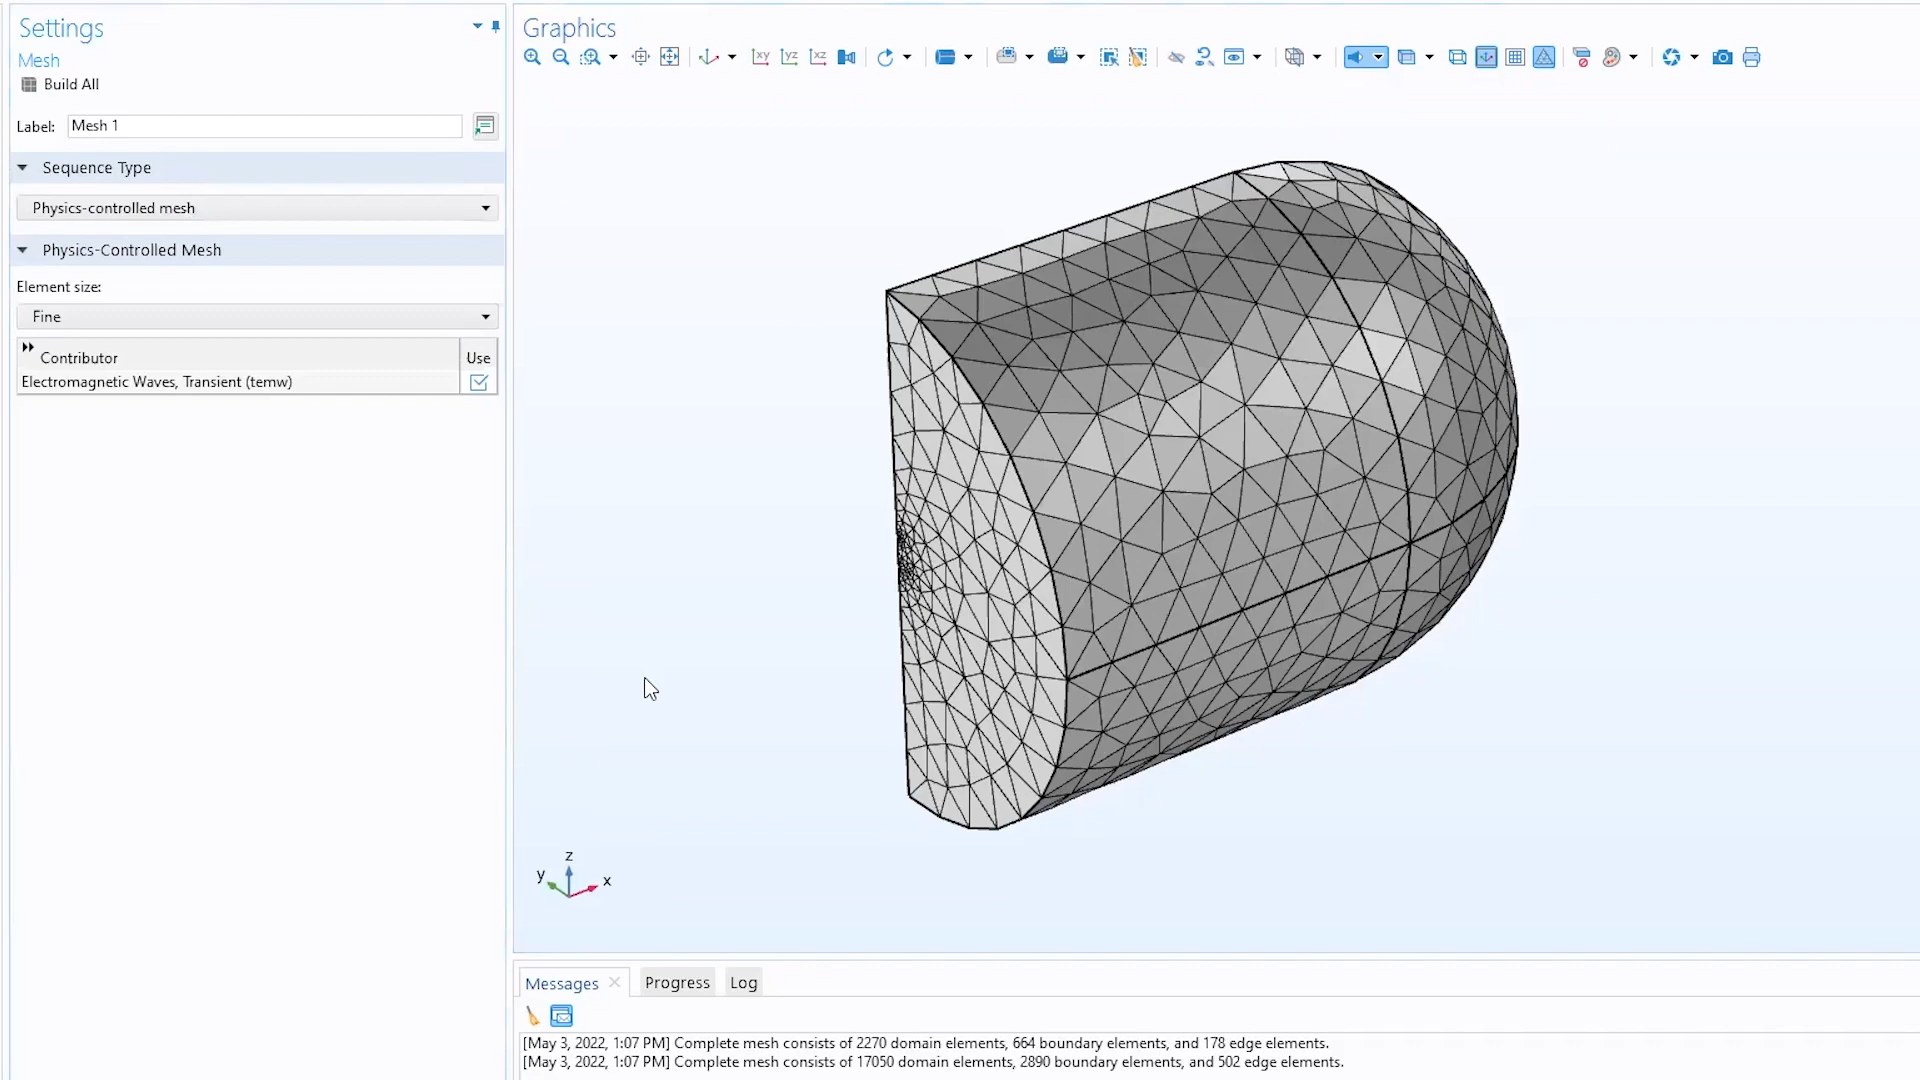 Settings
Mesh
Build All
Label: Mesh 1
Sequence Type
Physics-controlled mesh
Physics-Controlled Mesh
Element size:
Fine
Contributor Use
Electromagnetic Waves, Transient (temw)
Graphics
xy yz xz
z
y x
Messages Progress Log
[May 3, 2022, 1:07 PM] Complete mesh consists of 2270 domain elements, 664 boundary elements, and 178 edge elements.
[May 3, 2022, 1:07 PM] Complete mesh consists of 17050 domain elements, 2890 boundary elements, and 502 edge elements.